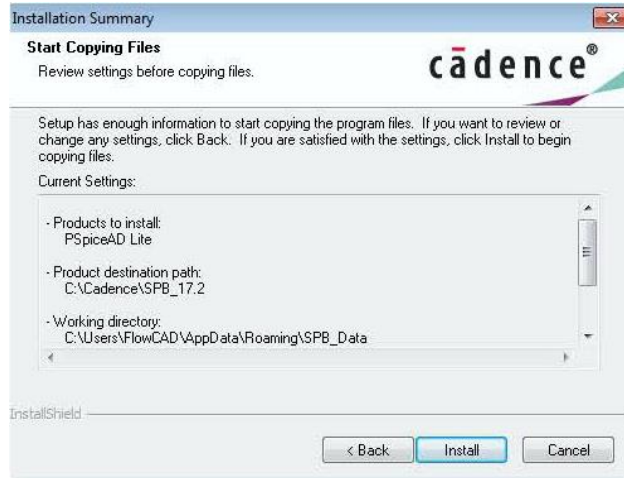 Installation Summary
Start Copying Files
Review settings before copying files.
cādence®
Setup has enough information to start copying the program files. If you want to review or
change any settings, click Back. If you are satisfied with the settings, click Install to begin
copying files.
Current Settings:
- Products to install:
PSpiceAD Lite
- Product destination path:
C:\Cadence\SPB_17.2
- Working directory:
C:\Users\FlowCAD\AppData\Roaming\SPB_Data
InstallShield
< Back
Install
Cancel